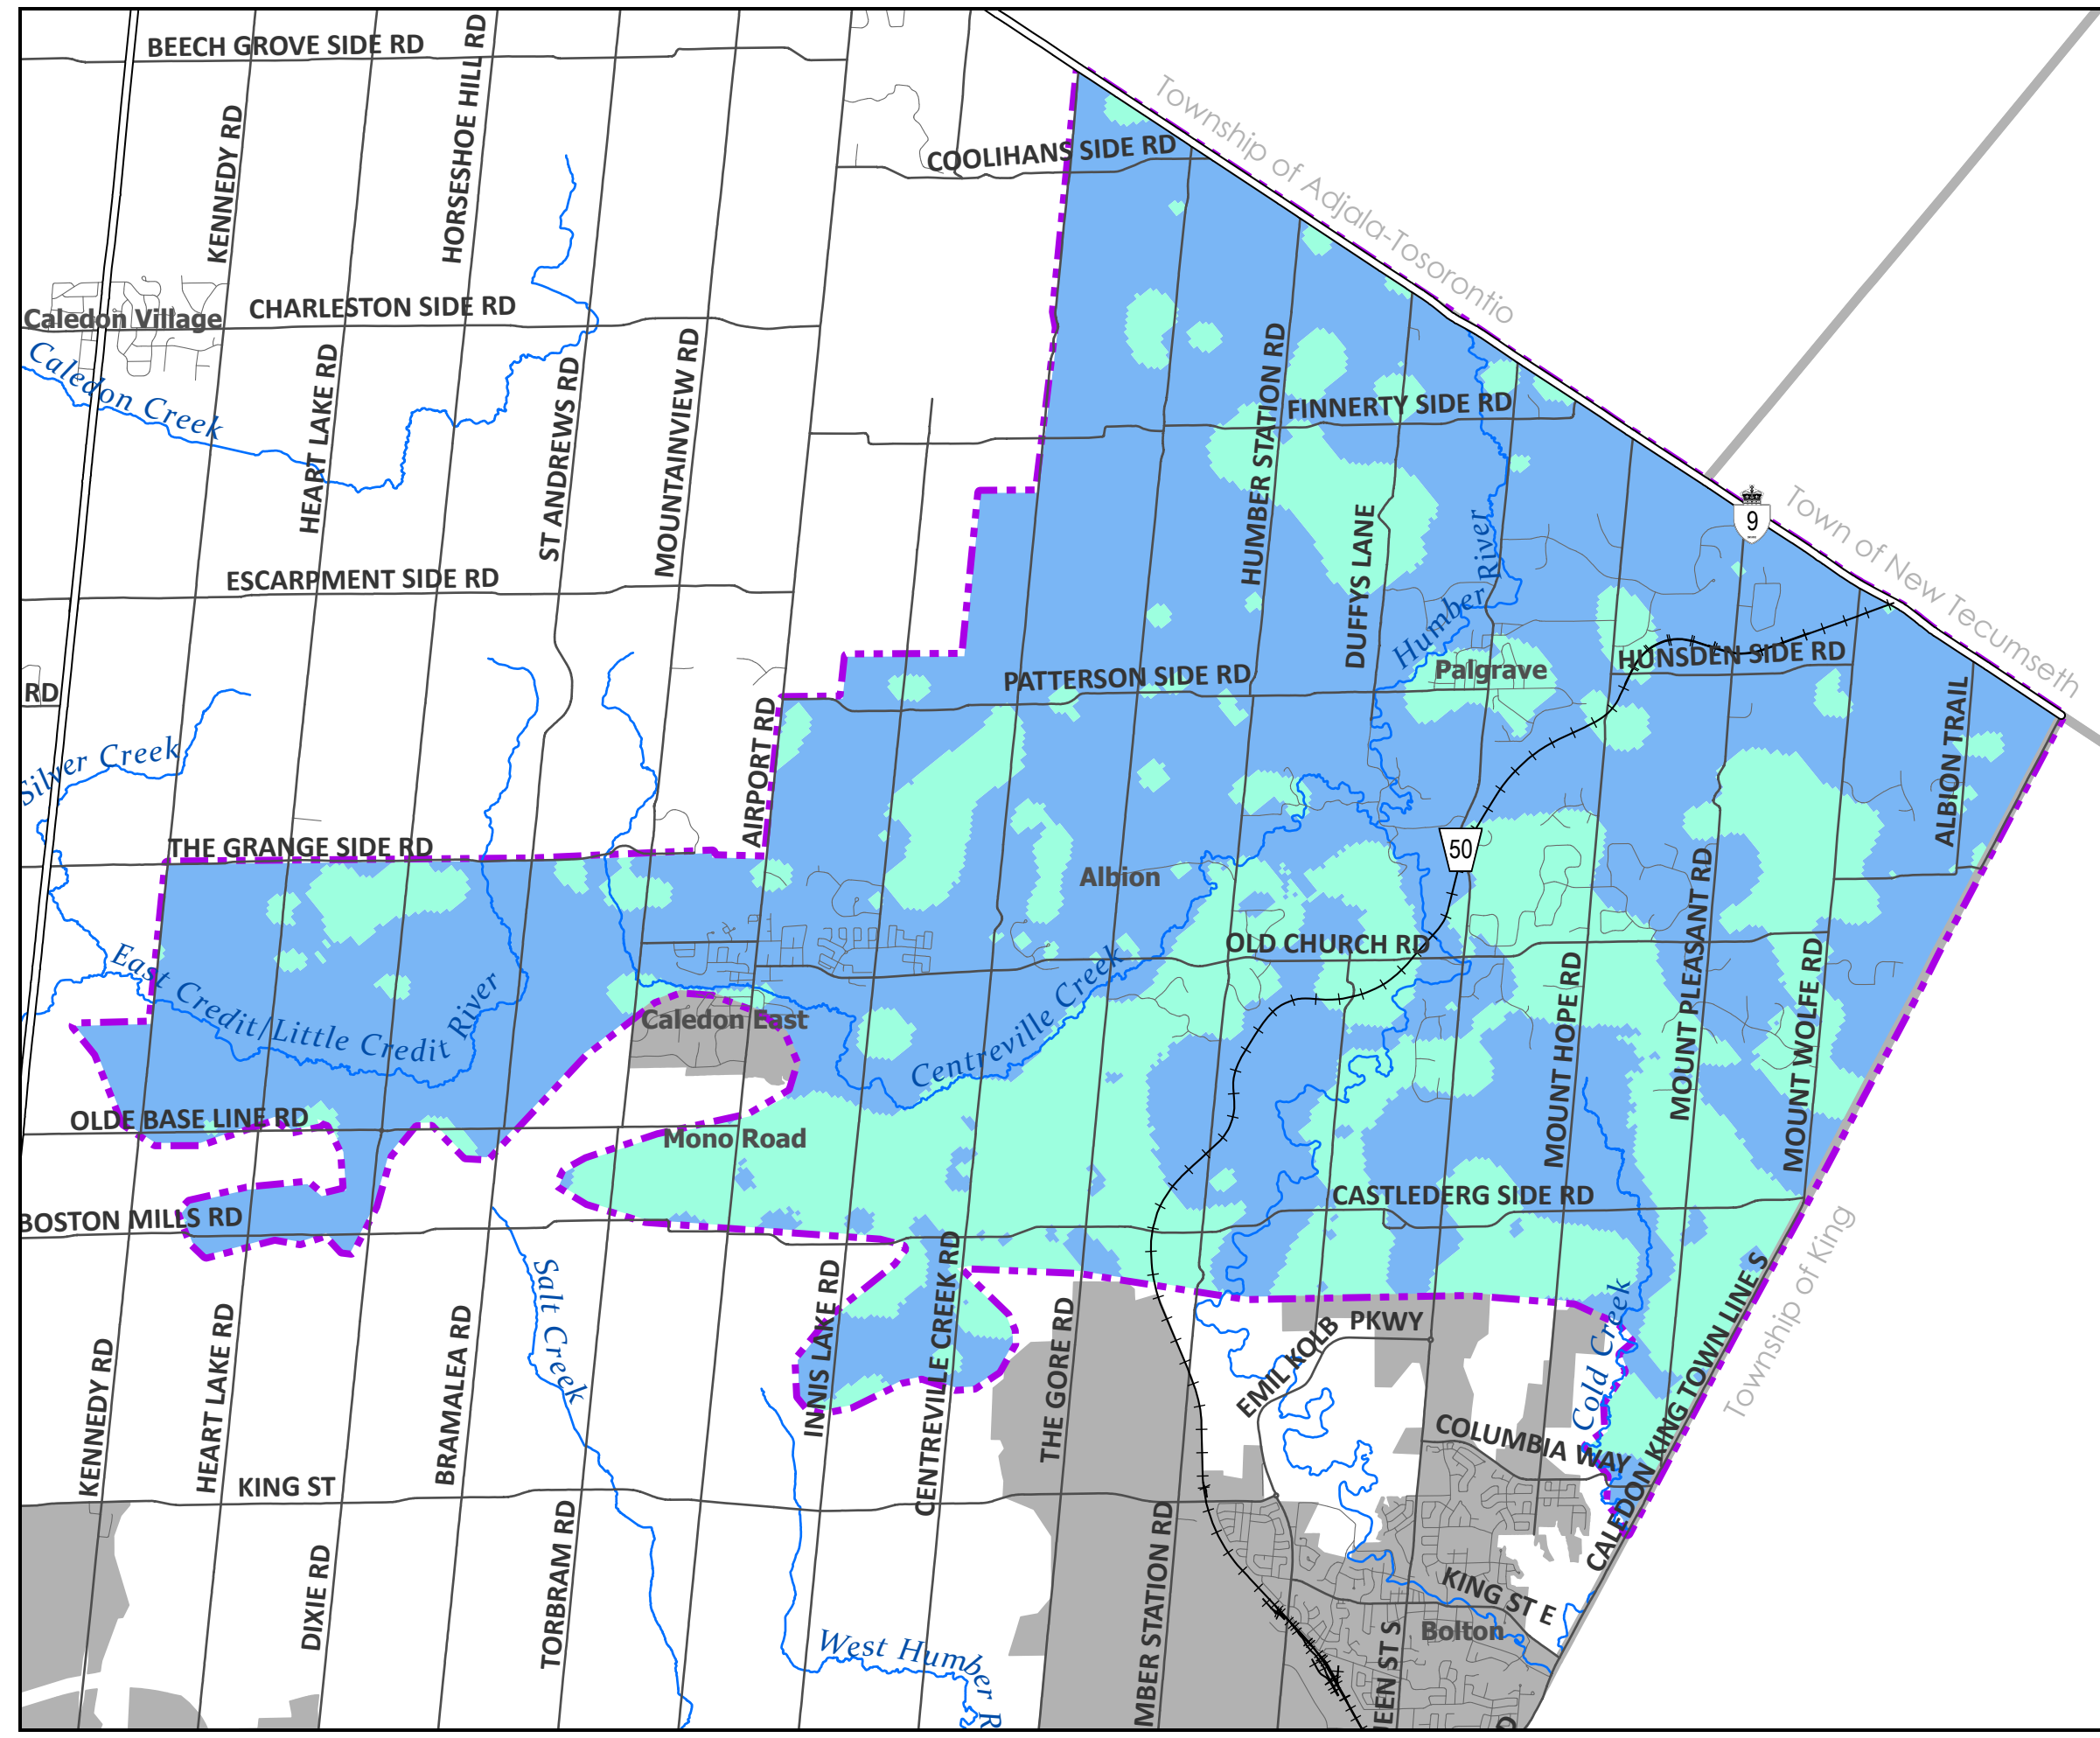 BEECH GROVE SIDE RD
KENNEDY RD
HORSESHOE HILL RD
COOLIHANS SIDE RD
Township of Adjala-Tosorontio
Caledon Village
CHARLESTON SIDE RD
Caledon Creek
HEART LAKE RD
ST ANDREWS RD
MOUNTAINVIEW RD
HUMBER STATION RD
FINNERTY SIDE RD
9
Town of New Tecumseth
ESCARPMENT SIDE RD
DUFFYS LANE
Humber River
RD
PATTERSON SIDE RD
Palgrave
HUNSDEN SIDE RD
Silver Creek
AIRPORT RD
ALBION TRAIL
THE GRANGE SIDE RD
Albion
50
East Credit/Little Credit River
OLD CHURCH RD
MOUNT HOPE RD
MOUNT PLEASANT RD
MOUNT WOLFE RD
Caledon East
Centreville Creek
OLDE BASE LINE RD
Mono Road
BOSTON MILLS RD
CASTLEDERG SIDE RD
Township of King
Salt Creek
KENNEDY RD
HEART LAKE RD
BRAMALEA RD
INNIS LAKE RD
CENTREVILLE CREEK RD
THE GORE RD
EMIL KOLB PKWY
Cold Creek
CALEDON KING TOWN LINE S
COLUMBIA WAY
KING ST
DIXIE RD
TORBRAM RD
MBER STATION RD
KING ST E
Bolton
West Humber R
EEN ST S